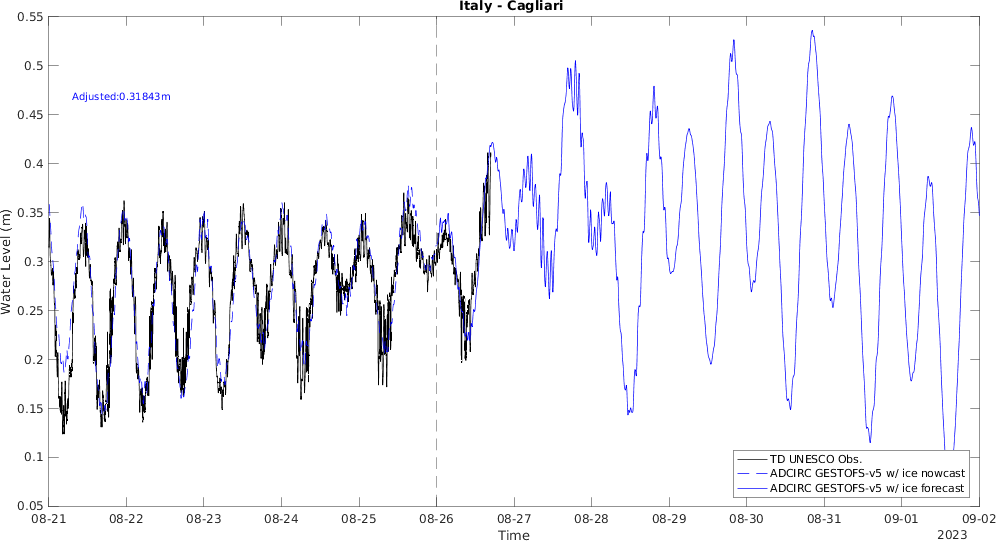 Italy - Cagliari
Water Level (m)
0.55
0.5
0.45
0.4
0.35
0.3
0.25
0.2
0.15
0.1
0.05
Adjusted:0.31843m
TD UNESCO Obs.
ADCIRC GESTOFS-v5 w/ ice nowcast
ADCIRC GESTOFS-v5 w/ ice forecast
08-21 08-22 08-23 08-24 08-25 08-26 08-27 08-28 08-29 08-30 08-31 09-01 09-02
Time
2023